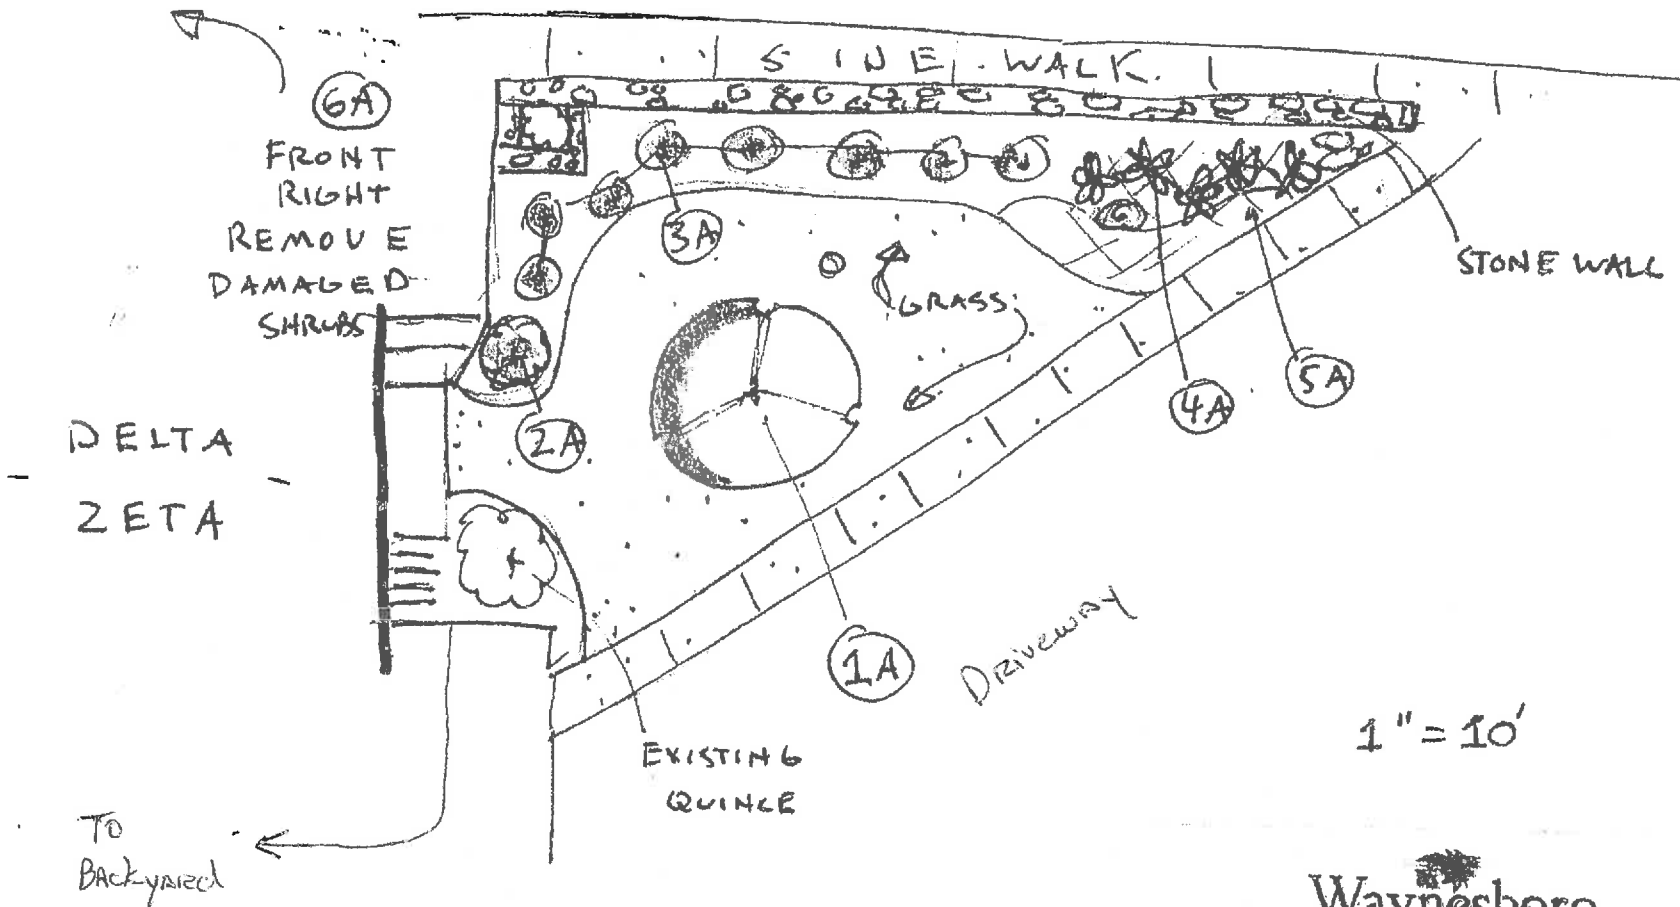 SIDE WALK.
6A
FRONT
RIGHT
REMOVE
DAMAGED
SHRUBS
3A
STONE WALL
GRASS
5A
4A
2A
DELTA
ZETA
1A
Driveway
1" = 10'
EXISTING
QUINCE
TO
Backyard
Waynesboro